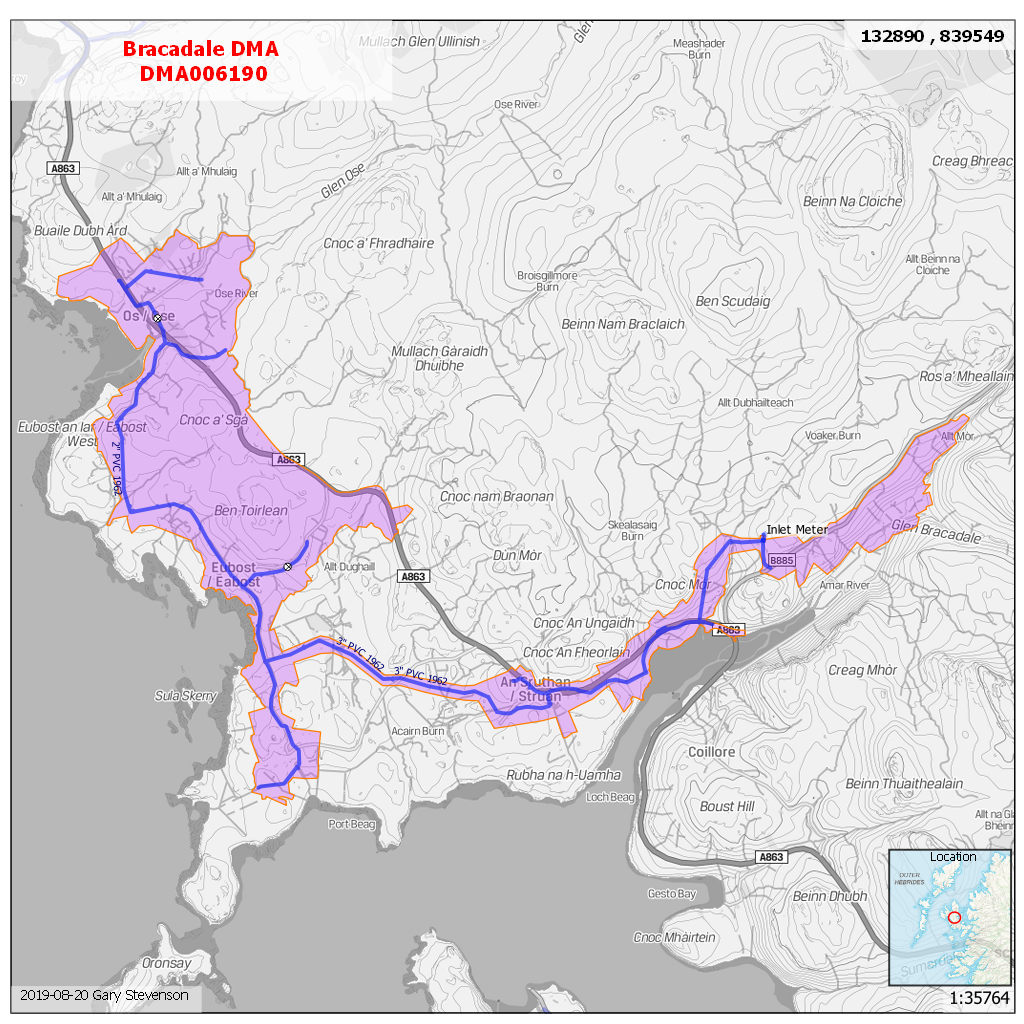 Bracadale DMA
DMA006190
132890 , 839549
Mullach Glen Ullinish
Glen
Meashader
Burn
Ose River
A863
Allt a' Mhulaig
Allt a' Mhulaig
Glen Ose
Creag Bhreac
Beinn Na Cloiche
Buaile Dubh Ard
Cnoc a' Fhradhaire
Allt Beinn na
Cloiche
Broisgillmore
Burn
Ose River
Ben Scudaig
Os / Ose
Beinn Nam Braclaich
Mullach Gàraidh
Dhuibhe
Ros a' Mheallain
Allt Dubhailteach
Cnoc a' Sgà
Eubost an Iar / Eabost
West
Voaker Burn
Allt Mòr
A863
2" PVC 1962
Cnoc nam Braonan
Ben Toirlean
Skealasaig
Burn
Inlet Meter
Glen Bracadale
Dùn Mòr
B885
Eubost
/ Eabost
Allt Dughaill
A863
Cnoc Mòr
Amar River
Cnoc An Ungaidh
A863
3" PVC 1962
3" PVC 1962
Cnoc An Fheorlain
Creag Mhòr
An Sruthan
/ Struan
Sula Skerry
Acairn Burn
Coillore
Rubha na h-Uamha
Beinn Thuaithealain
Loch Beag
Boust Hill
Port Beag
Allt na Gl
Bheinn
A863
Location
OUTER
HEBRIDES
Gesto Bay
Beinn Dhubh
Cnoc Mhàirtein
Oronsay
2019-08-20 Gary Stevenson
1:35764